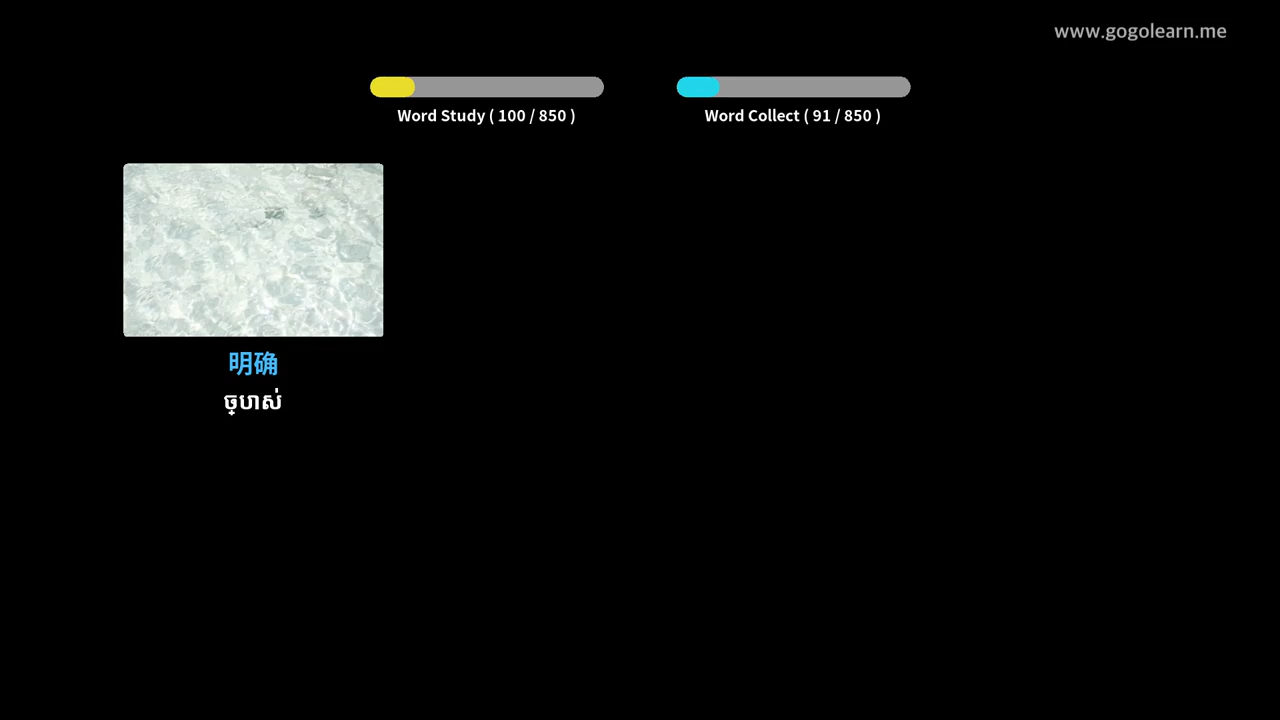 www.gogolearn.me
Word Study ( 100 / 850 )
Word Collect ( 91 / 850 )
明确
ច្បាស់